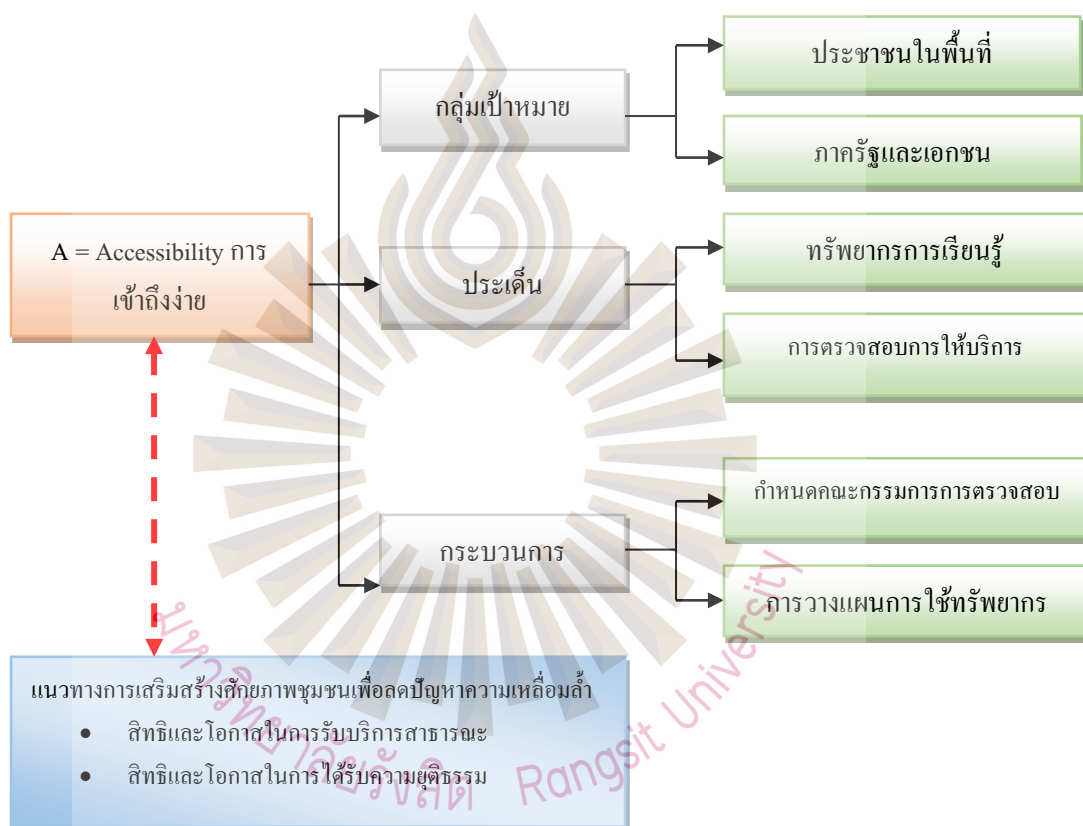 ประชาชนในพื้นที่
กลุ่มเป้าหมาย
ภาครัฐและเอกชน
A = Accessibility การ
เข้าถึงง่าย
ทรัพยากรการเรียนรู้
ประเด็น
การตรวจสอบการให้บริการ
กำหนดคณะกรรมการการตรวจสอบ
กระบวนการ
การวางแผนการใช้ทรัพยากร
แนวทางการเสริมสร้างศักยภาพชุมชนเพื่อลดปัญหาความเหลื่อมล้ำ
• สิทธิและโอกาสในการรับบริการสาธารณะ
• สิทธิและโอกาสในการได้รับความยุติธรรม
มหาวิทยาลัยรังสิต Rangsit University